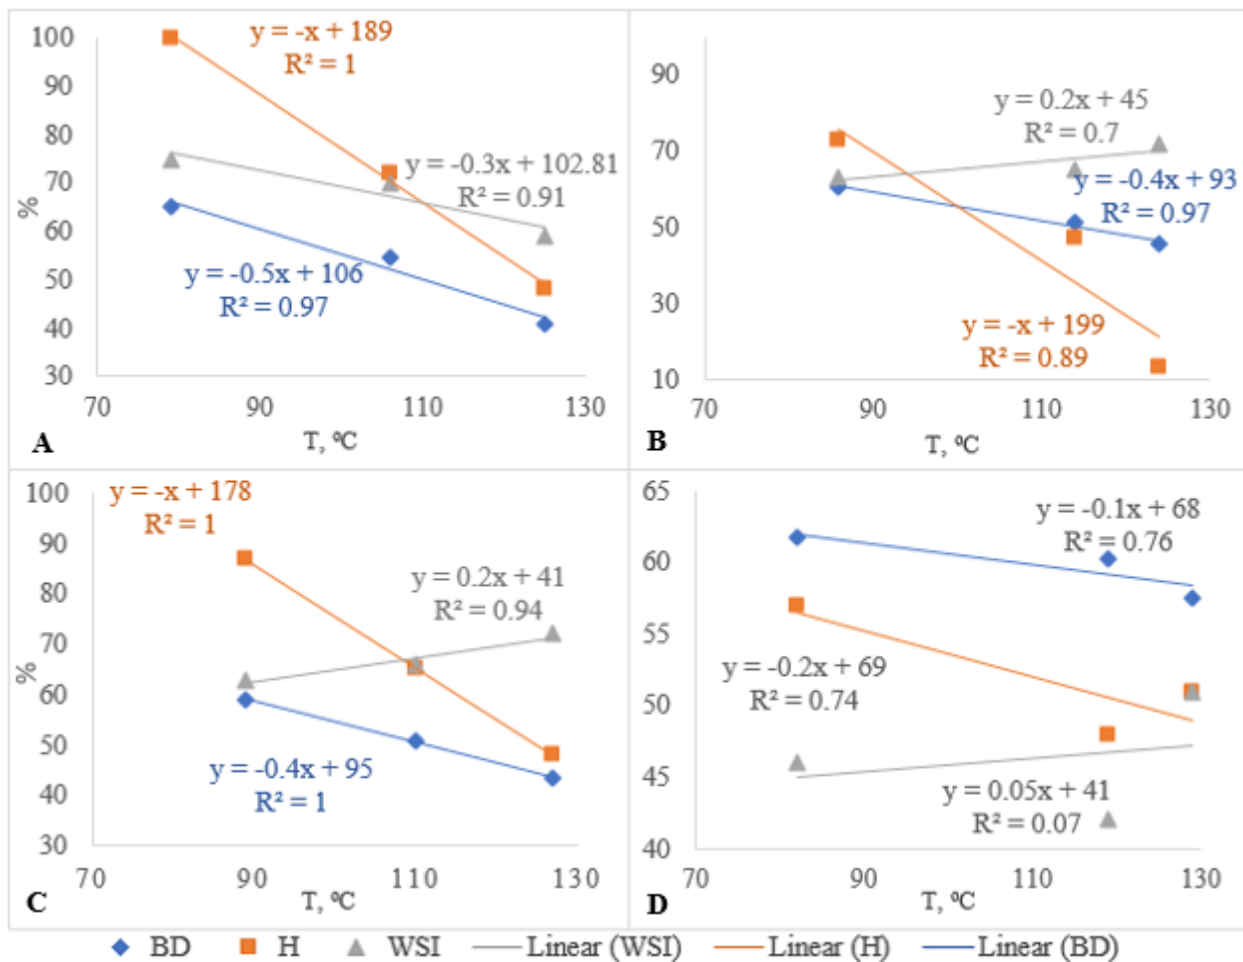 100
90
80
70
60
50
40
30
%
y = -x + 189
R² = 1
y = -0.3x + 102.81
R² = 0.91
y = -0.5x + 106
R² = 0.97
70 90 110 130
T, ºC
A
90
70
50
30
10
y = 0.2x + 45
R² = 0.7
y = -0.4x + 93
R² = 0.97
y = -x + 199
R² = 0.89
70 90 110 130
T, ºC
B
100
90
80
70
60
50
40
30
%
y = -x + 178
R² = 1
y = 0.2x + 41
R² = 0.94
y = -0.4x + 95
R² = 1
70 90 110 130
T, ºC
C
65
60
55
50
45
40
y = -0.1x + 68
R² = 0.76
y = -0.2x + 69
R² = 0.74
y = 0.05x + 41
R² = 0.07
70 90 110 130
T, ºC
D
BD H WSI Linear (WSI) Linear (H) Linear (BD)